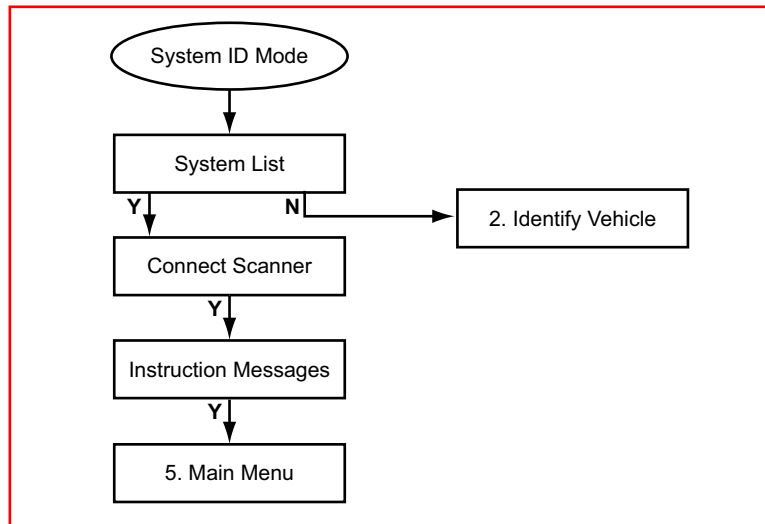 System ID Mode
System List
Y
N
2. Identify Vehicle
Connect Scanner
Y
Instruction Messages
Y
5. Main Menu